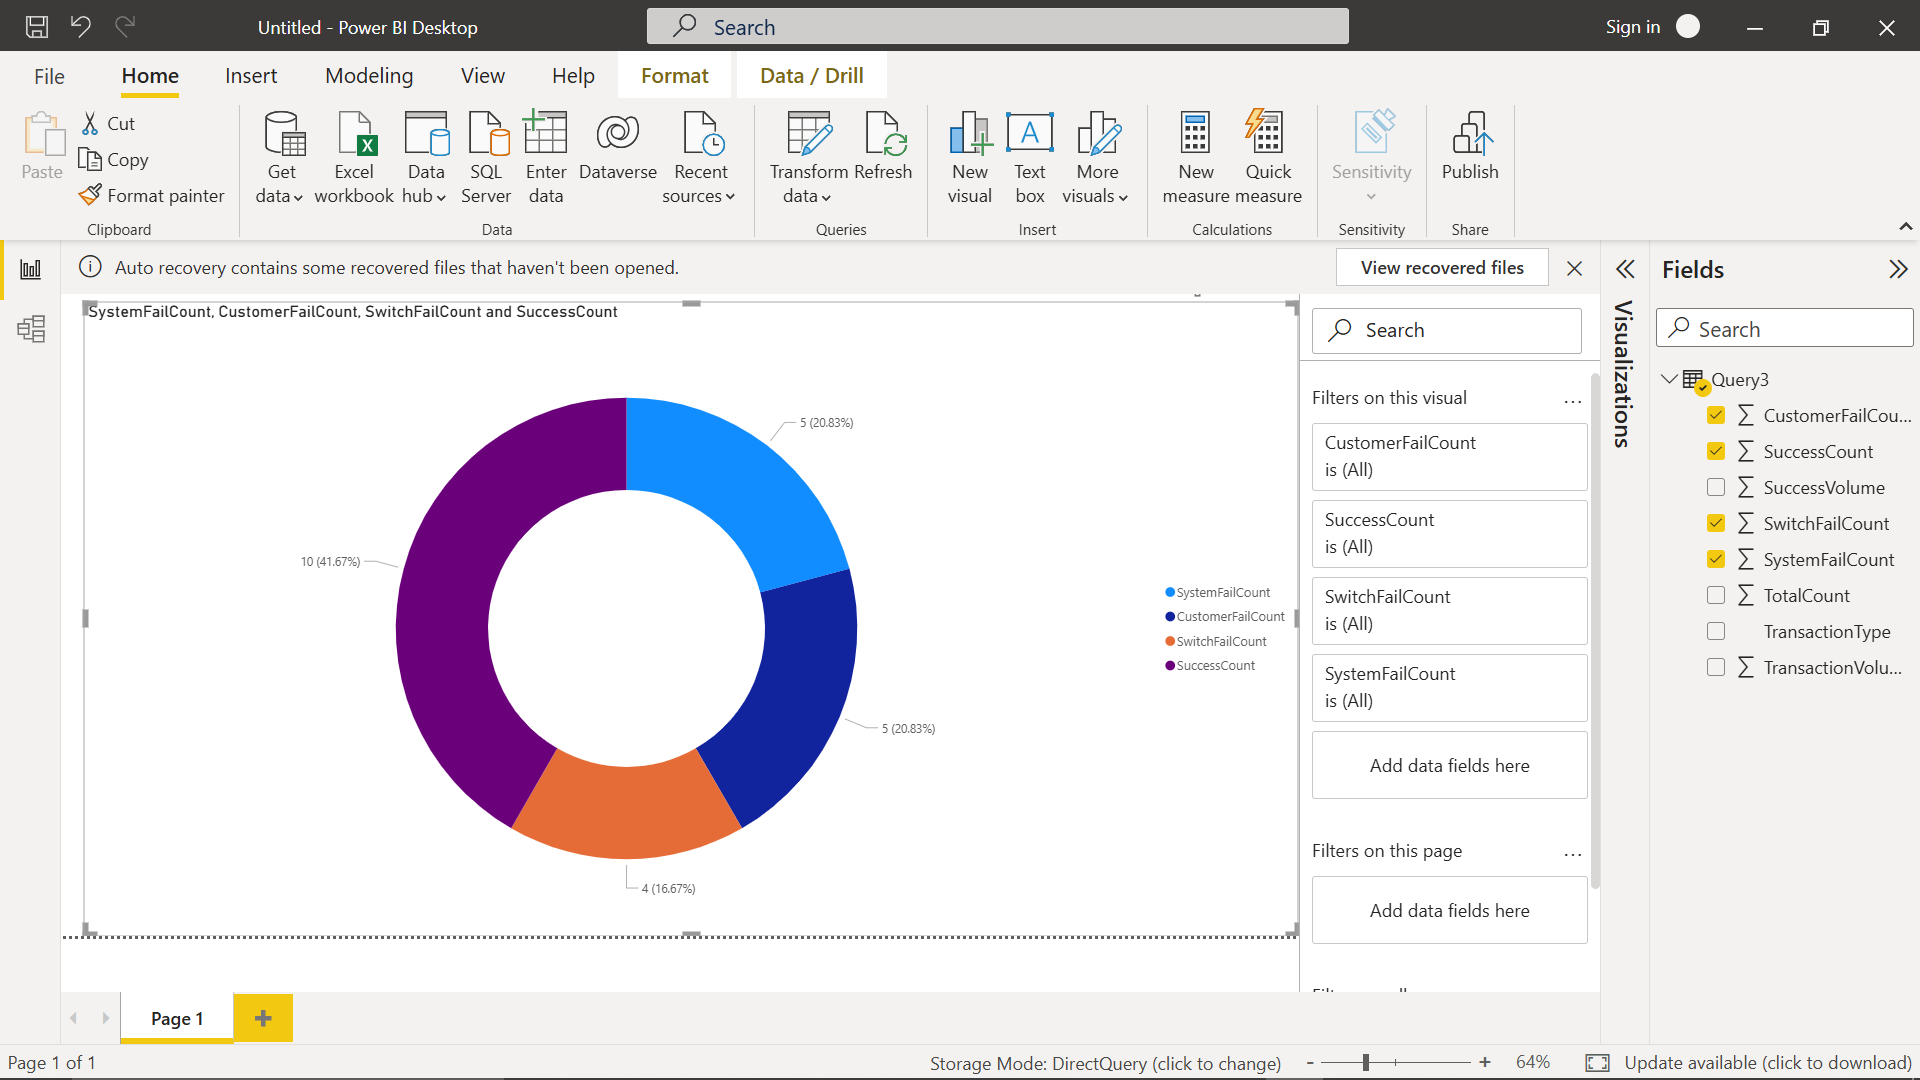 Untitled - Power BI Desktop
Search
Sign in
File
Home
Insert
Modeling
View
Help
Format
Data / Drill
Paste
Cut
Copy
Format painter
Clipboard
Get data
Excel workbook
Data hub
SQL Server
Enter data
Dataverse
Recent sources
Data
Transform data
Refresh
Queries
New visual
Text box
More visuals
Insert
New measure
Quick measure
Calculations
Sensitivity
Sensitivity
Publish
Share
Auto recovery contains some recovered files that haven't been opened.
View recovered files
SystemFailCount, CustomerFailCount, SwitchFailCount and SuccessCount
5 (20.83%)
10 (41.67%)
5 (20.83%)
4 (16.67%)
SystemFailCount
CustomerFailCount
SwitchFailCount
SuccessCount
Search
Filters on this visual
...
CustomerFailCount
is (All)
SuccessCount
is (All)
SwitchFailCount
is (All)
SystemFailCount
is (All)
Add data fields here
Filters on this page
...
Add data fields here
Visualizations
Fields
Search
Query3
CustomerFailCou...
SuccessCount
SuccessVolume
SwitchFailCount
SystemFailCount
TotalCount
TransactionType
TransactionVolu...
Page 1
Page 1 of 1
Storage Mode: DirectQuery (click to change)
- +
64%
Update available (click to download)